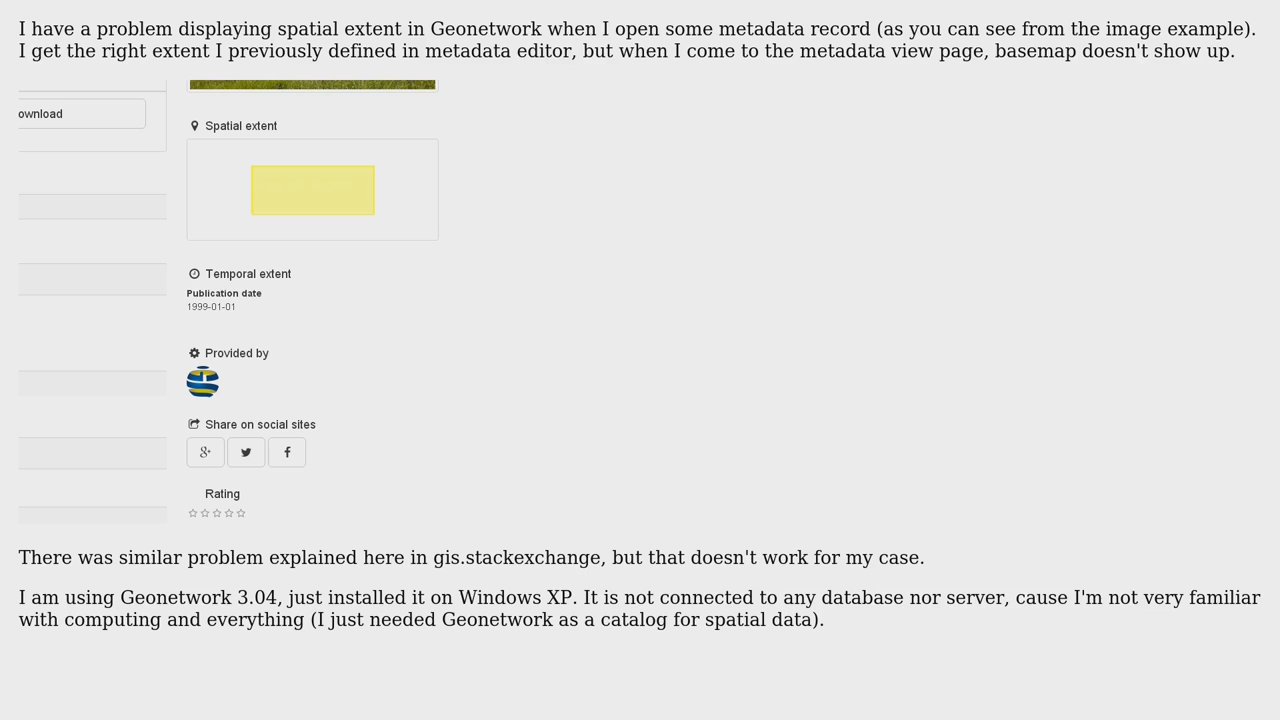 I have a problem displaying spatial extent in Geonetwork when I open some metadata record (as you can see from the image example).
I get the right extent I previously defined in metadata editor, but when I come to the metadata view page, basemap doesn't show up.
ownload
Spatial extent
Temporal extent
Publication date
1999-01-01
Provided by
Share on social sites
Rating
There was similar problem explained here in gis.stackexchange, but that doesn't work for my case.
I am using Geonetwork 3.04, just installed it on Windows XP. It is not connected to any database nor server, cause I'm not very familiar
with computing and everything (I just needed Geonetwork as a catalog for spatial data).